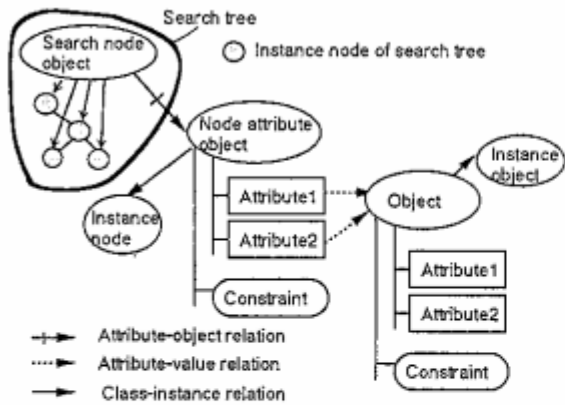 Search tree
Search node
object
Instance node of search tree
Node attribute
object
Instance
object
Instance
node
Attribute1
Attribute2
Object
Constraint
Attribute1
Attribute2
Constraint
Attribute-object relation
Attribute-value relation
Class-instance relation